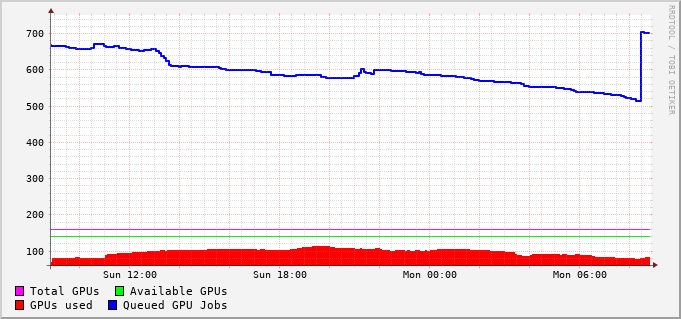 RRDTOOL / TOBI OETIKER
700
600
500
400
300
200
100
Sun 12:00 Sun 18:00 Mon 00:00 Mon 06:00
Total GPUs Available GPUs
GPUs used Queued GPU Jobs